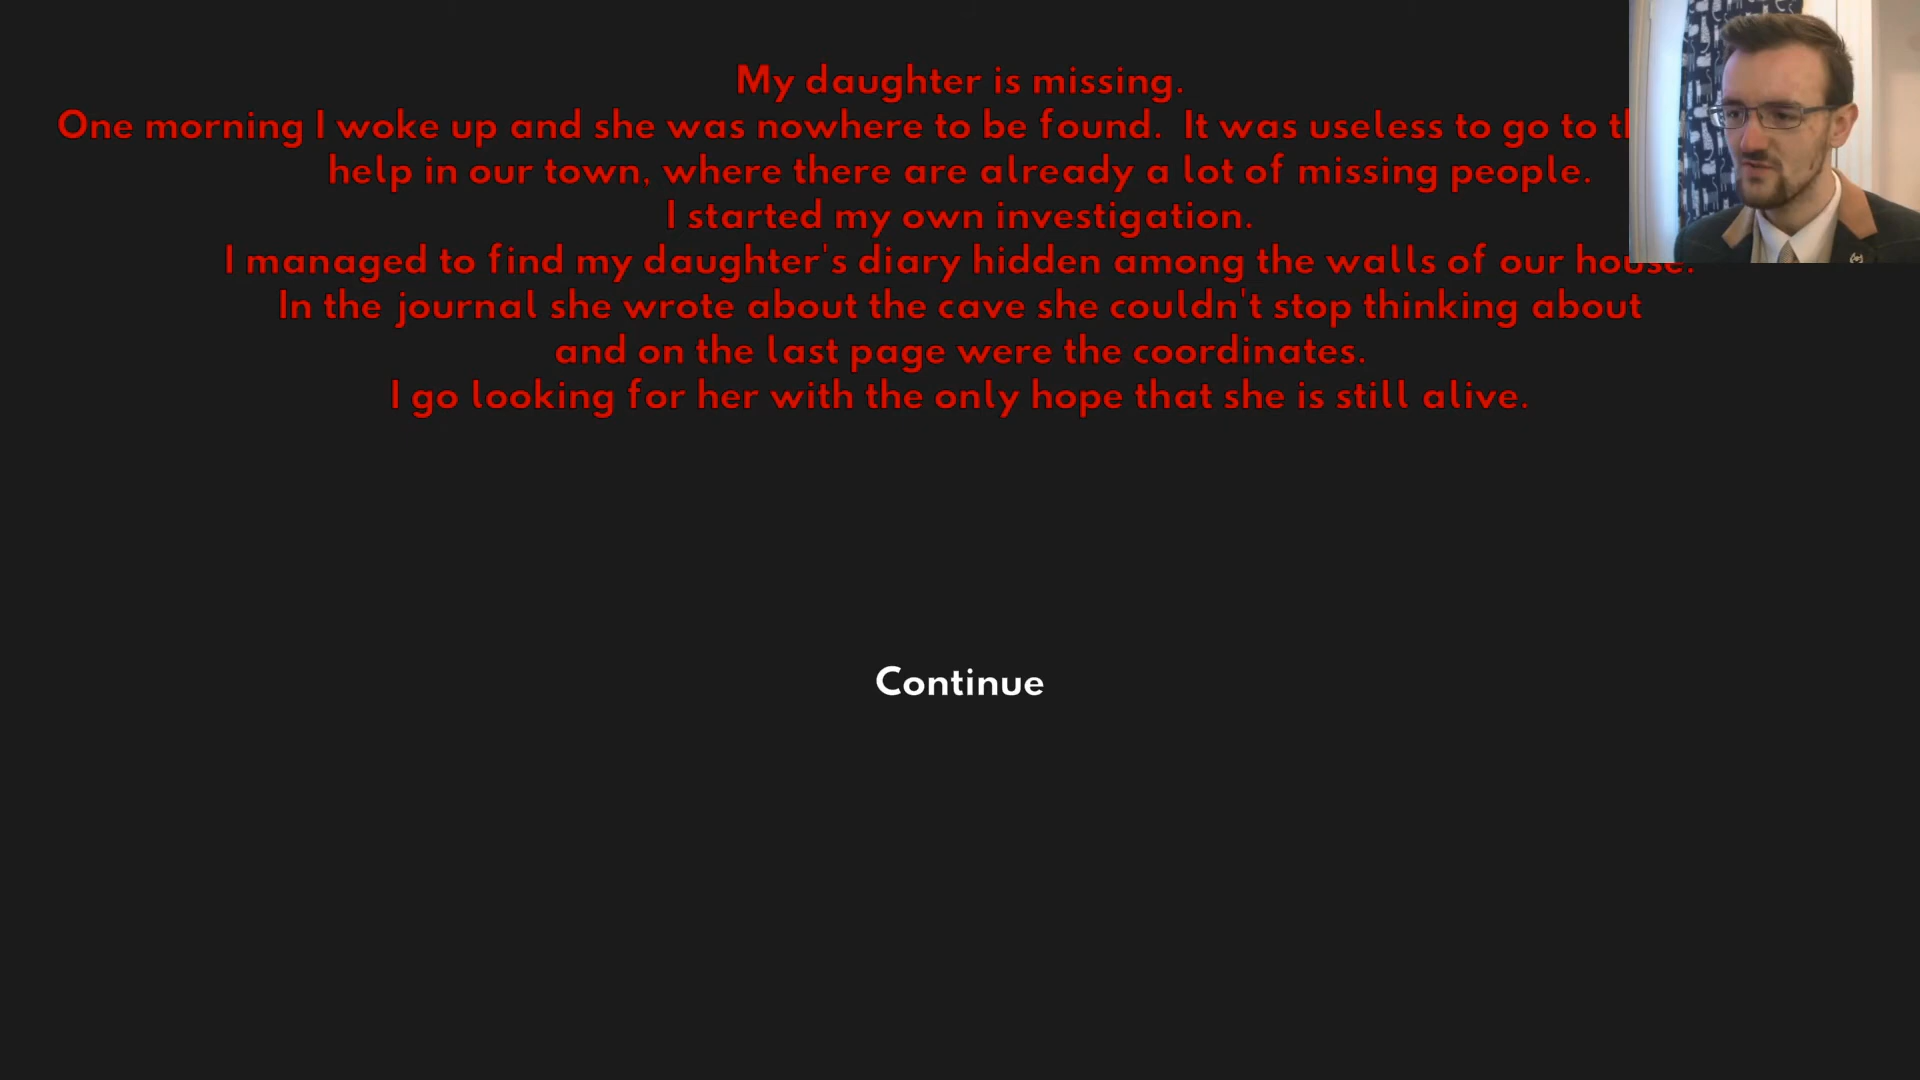 My daughter is missing.
One morning I woke up and she was nowhere to be found. It was useless to go to
help in our town, where there are already a lot of missing people.
I started my own investigation.
I managed to find my daughter's diary hidden among the walls of our house.
In the journal she wrote about the cave she couldn't stop thinking about
and on the last page were the coordinates.
I go looking for her with the only hope that she is still alive.
Continue